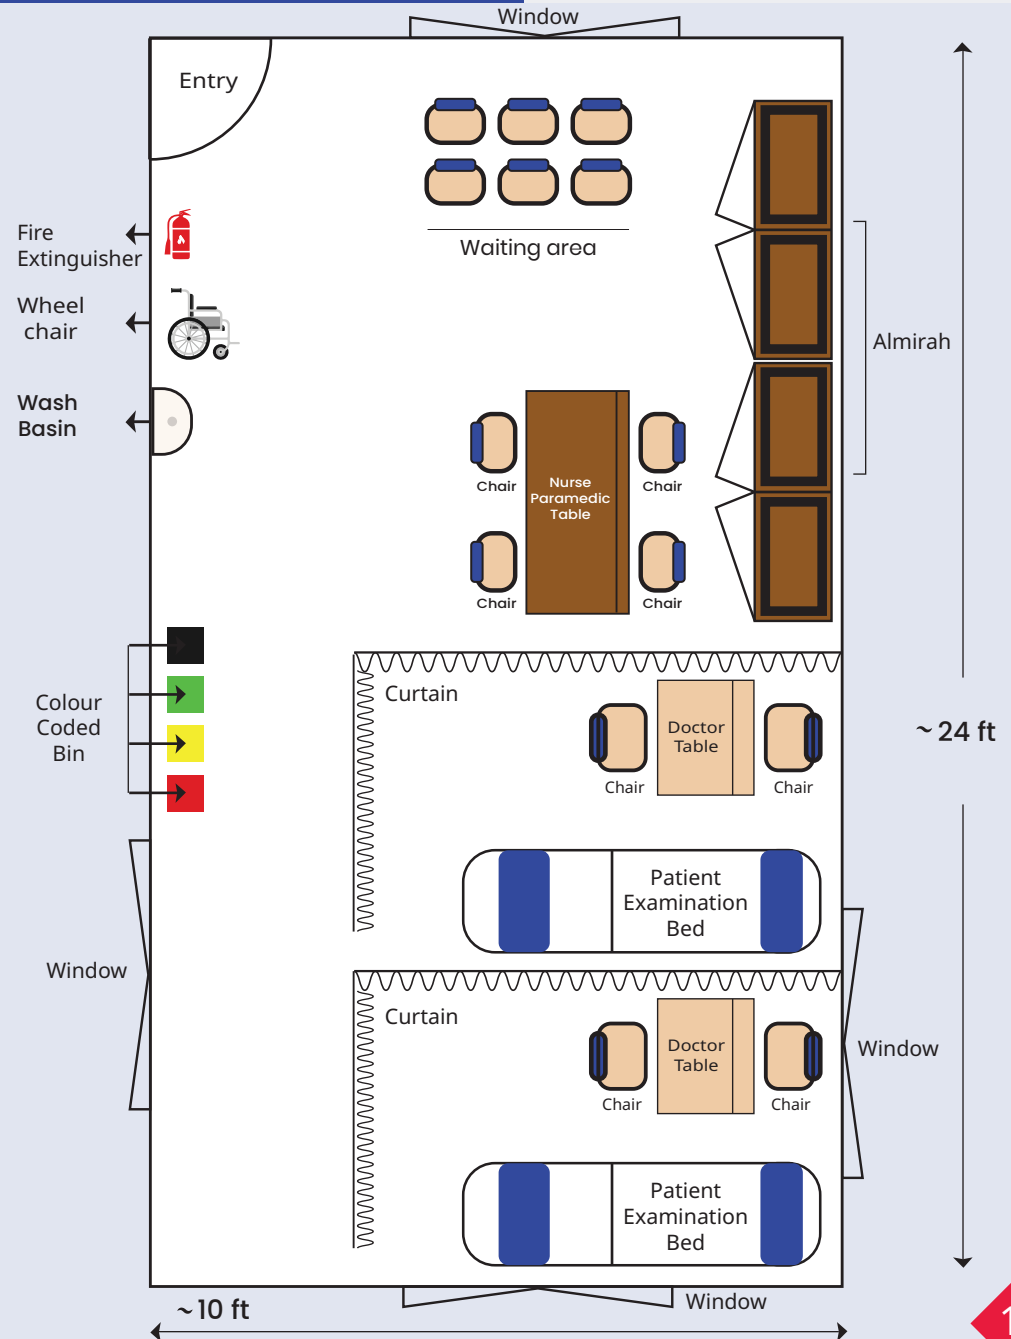 Window
Entry
Waiting area
Fire
Extinguisher
Wheel
chair
Almirah
Wash
Basin
Chair
Nurse
Paramedic
Table
Chair
Chair
Chair
Colour
Coded
Bin
Curtain
Doctor
Table
Chair
Chair
~24 ft
Patient
Examination
Bed
Window
Curtain
Doctor
Table
Chair
Chair
Window
Patient
Examination
Bed
~10 ft
Window